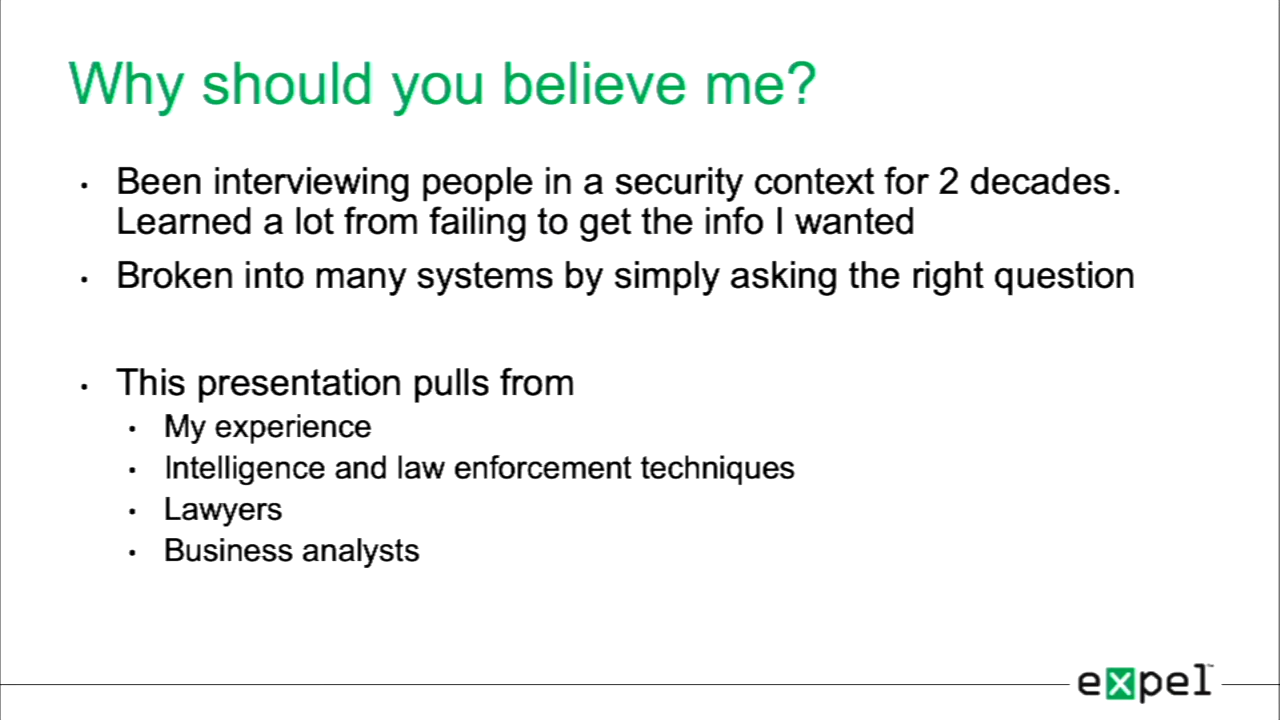 Why should you believe me?
• Been interviewing people in a security context for 2 decades.
Learned a lot from failing to get the info I wanted
• Broken into many systems by simply asking the right question
• This presentation pulls from
• My experience
• Intelligence and law enforcement techniques
• Lawyers
• Business analysts
expel™